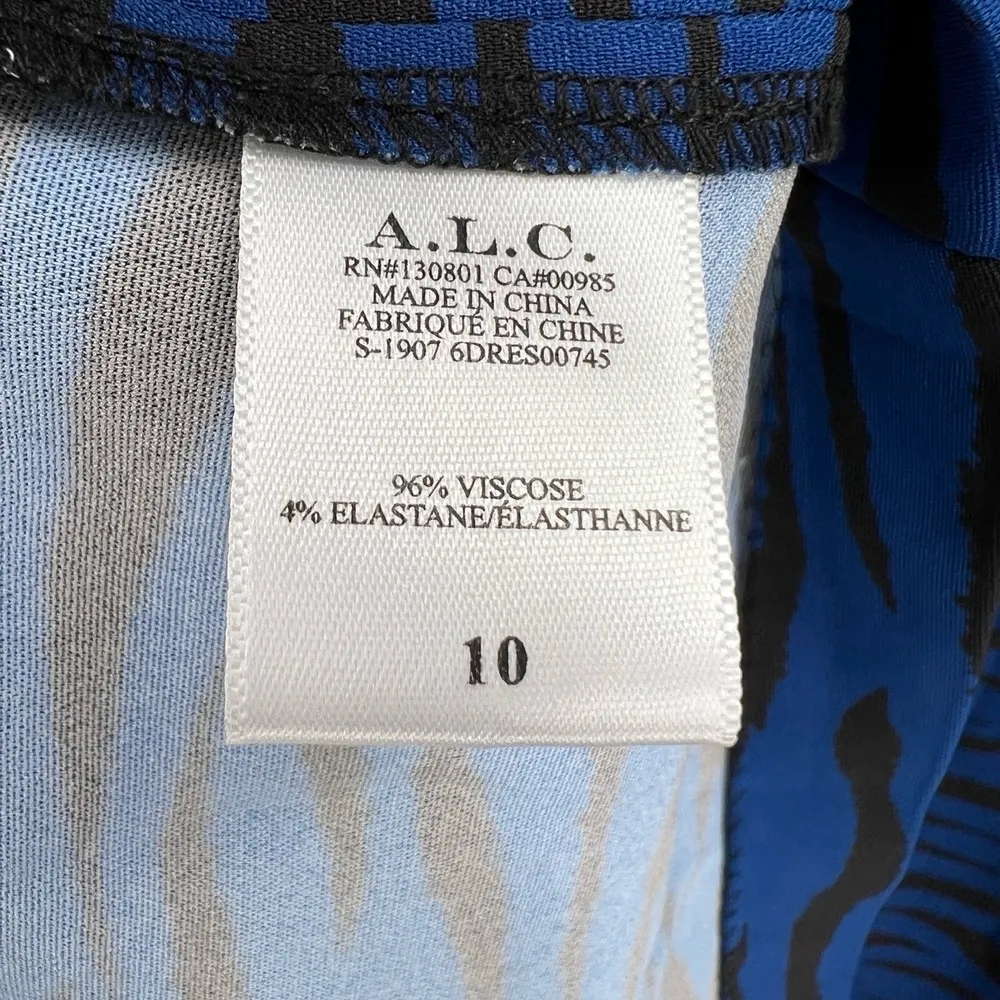 A.L.C.
RN#130801 CA#00985
MADE IN CHINA
FABRIQUÉ EN CHINE
S-1907 6DRES00745
96% VISCOSE
4% ELASTANE/ÉLASTHANNE
10